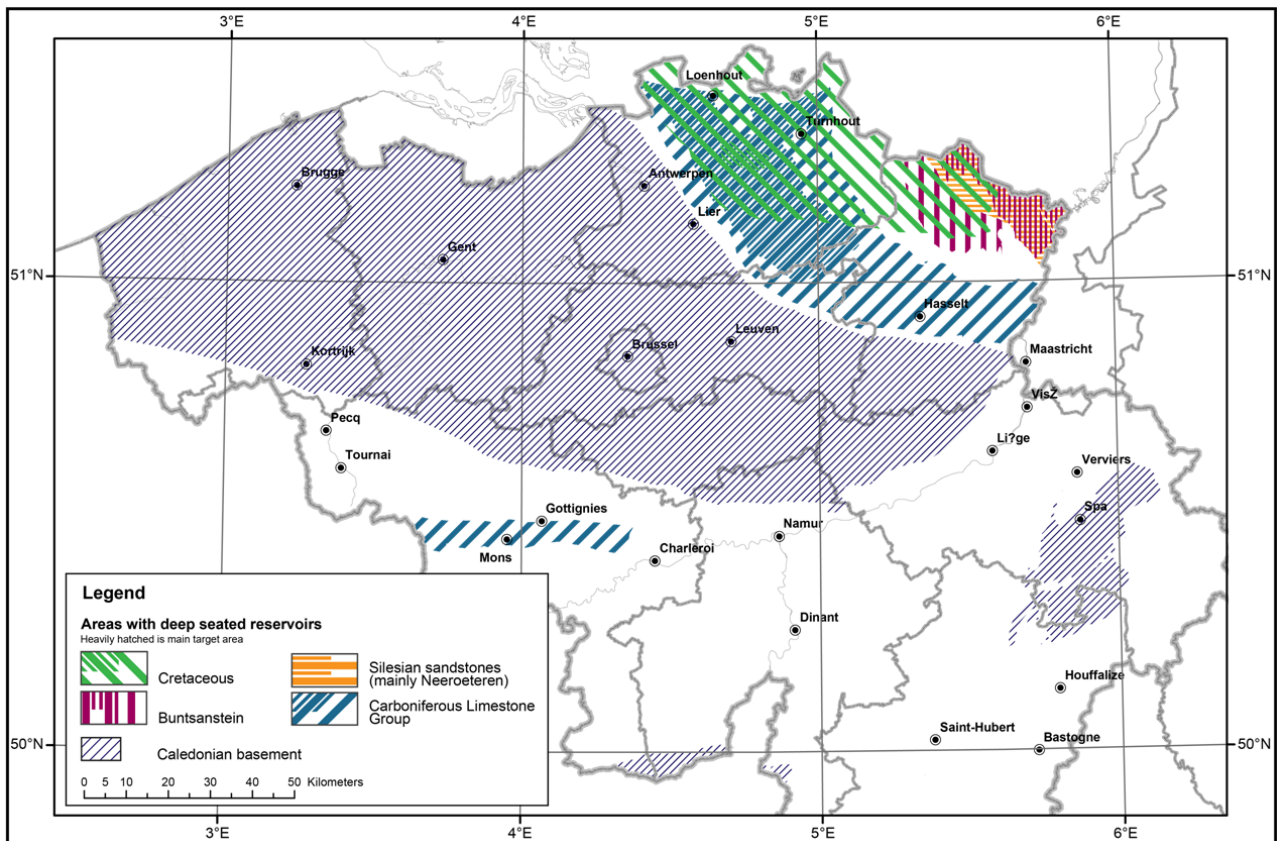 3°E 4°E 5°E 6°E
Loenhout
Turnhout
Brugge
Antwerpen
Lier
Gent
51°N 51°N
Hasselt
Leuven
Brussel
Kortrijk
Maastricht
VisŽ
Pecq
Li?ge
Tournai
Verviers
Gottignies
Spa
Namur
Mons
Charleroi
Dinant
Houffalize
Saint-Hubert
Bastogne
50°N 50°N
Legend
Areas with deep seated reservoirs
Heavily hatched is main target area
Cretaceous
Silesian sandstones
(mainly Neeroeteren)
Buntsanstein
Carboniferous Limestone
Group
Caledonian basement
0 5 10 20 30 40 50 Kilometers
3°E 4°E 5°E 6°E